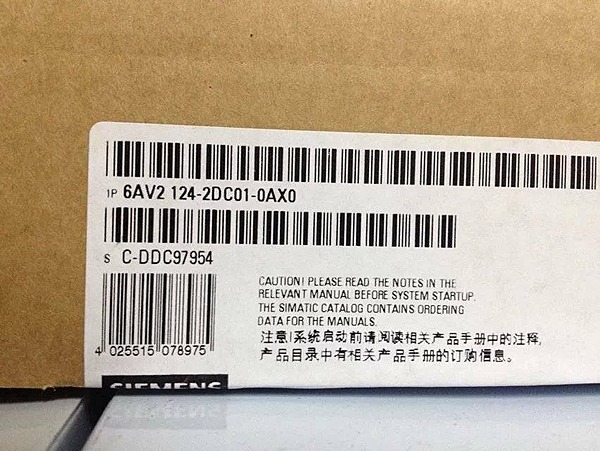 1P 6AV2 124-2DC01-0AX0
S C-DDC97954
CAUTION! PLEASE READ THE NOTES IN THE
RELEVANT MANUAL BEFORE SYSTEM STARTUP.
THE SIMATIC CATALOG CONTAINS ORDERING
DATA FOR THE MANUALS.
注意!系统启动前请阅读相关产品手册中的注释,
产品目录中有相关产品手册的订购信息。
4 025515 078975
SIEMENS